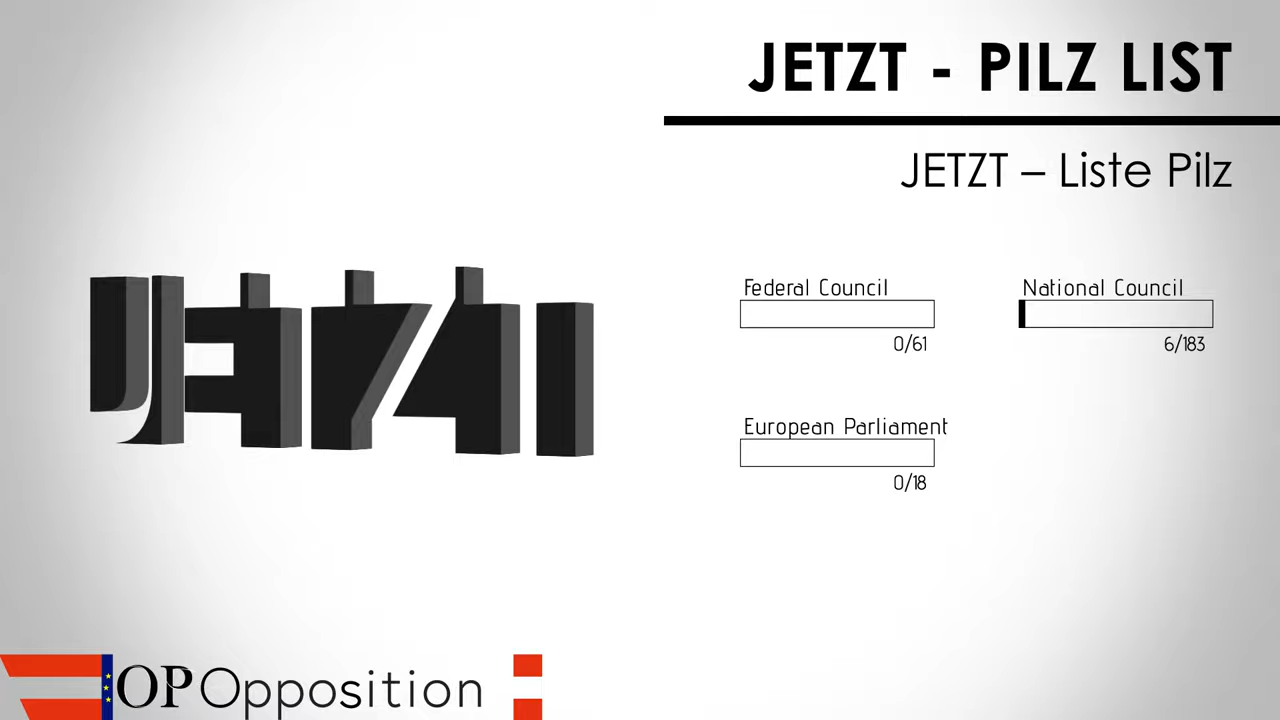 JETZT - PILZ LIST
JETZT – Liste Pilz
JETZT
Federal Council
0/61
National Council
6/183
European Parliament
0/18
OP Opposition